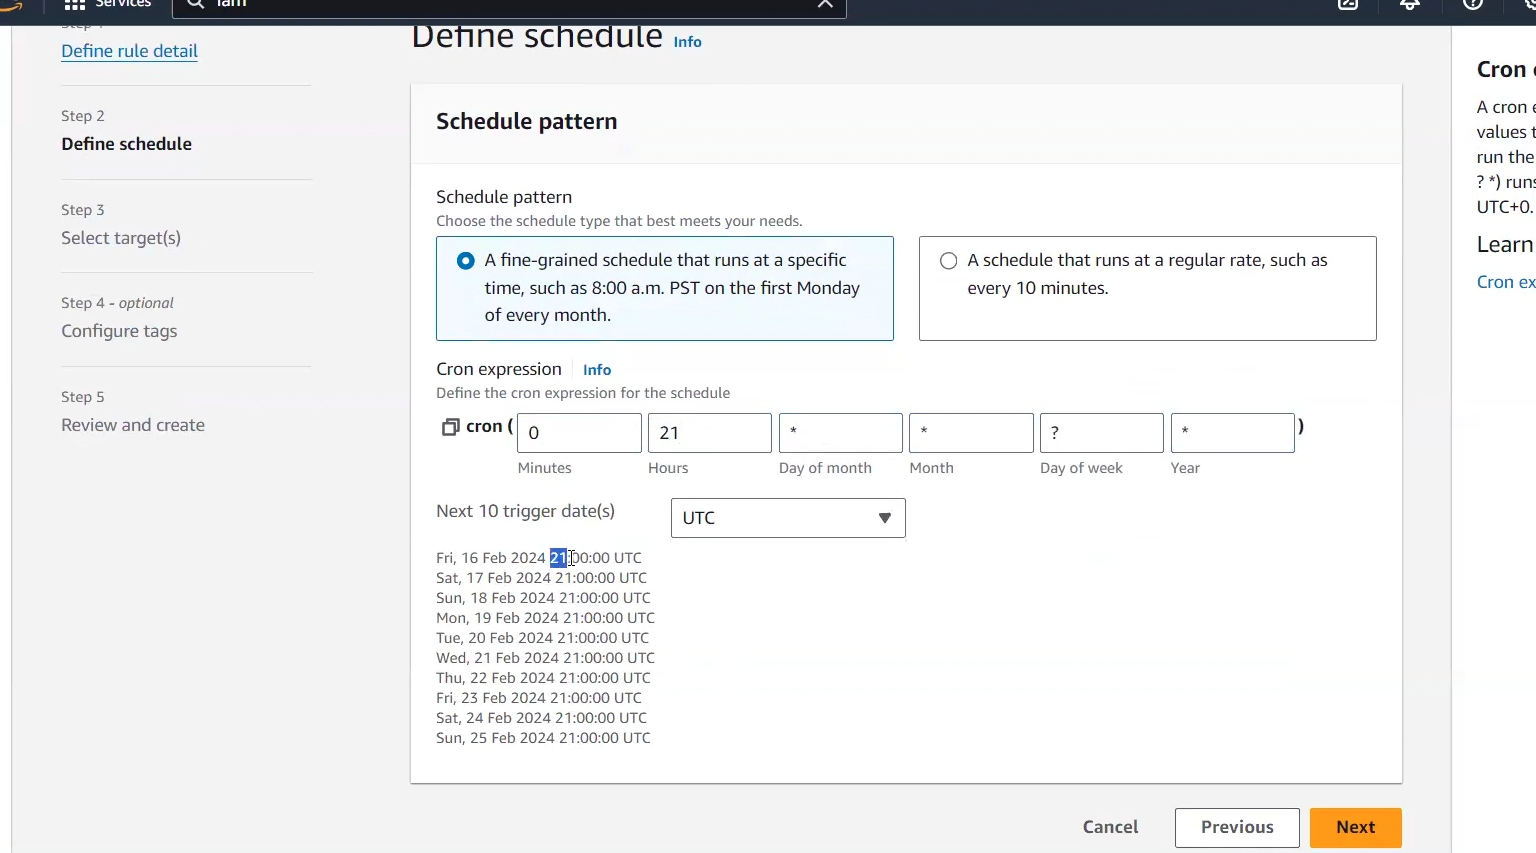 Services
Define rule detail
Step 2
Define schedule
Step 3
Select target(s)
Step 4 - optional
Configure tags
Step 5
Review and create
Define schedule Info
Schedule pattern
Schedule pattern
Choose the schedule type that best meets your needs.
A fine-grained schedule that runs at a specific
time, such as 8:00 a.m. PST on the first Monday
of every month.
A schedule that runs at a regular rate, such as
every 10 minutes.
Cron expression Info
Define the cron expression for the schedule
cron ( 0 21 * * ? * )
Minutes Hours Day of month Month Day of week Year
Next 10 trigger date(s) UTC
Fri, 16 Feb 2024 21:00:00 UTC
Sat, 17 Feb 2024 21:00:00 UTC
Sun, 18 Feb 2024 21:00:00 UTC
Mon, 19 Feb 2024 21:00:00 UTC
Tue, 20 Feb 2024 21:00:00 UTC
Wed, 21 Feb 2024 21:00:00 UTC
Thu, 22 Feb 2024 21:00:00 UTC
Fri, 23 Feb 2024 21:00:00 UTC
Sat, 24 Feb 2024 21:00:00 UTC
Sun, 25 Feb 2024 21:00:00 UTC
Cancel Previous Next
Cron
A cron
values
run the
? *) runs
UTC+0.
Learn
Cron ex